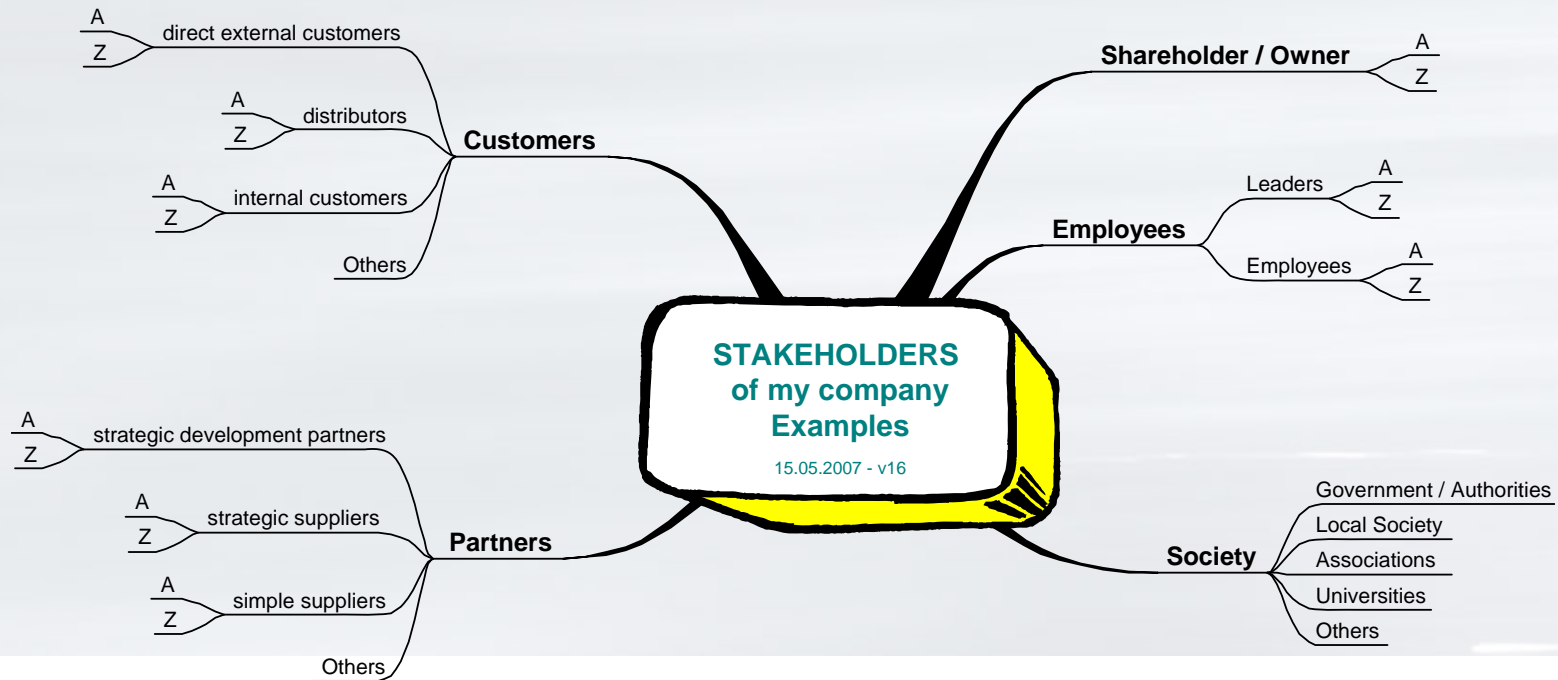 STAKEHOLDERS
of my company
Examples
15.05.2007 - v16
Shareholder / Owner
A
Z
Employees
Leaders
A
Z
Employees
A
Z
Society
Government / Authorities
Local Society
Associations
Universities
Others
Customers
direct external customers
A
Z
distributors
A
Z
internal customers
A
Z
Others
Partners
strategic development partners
A
Z
strategic suppliers
A
Z
simple suppliers
A
Z
Others